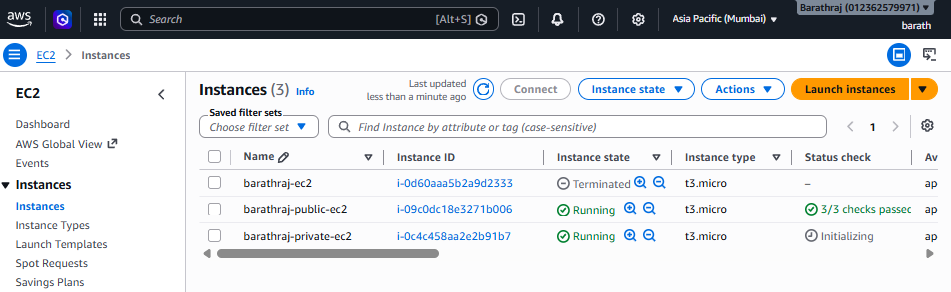 aws Search [Alt+S] Asia Pacific (Mumbai) Barathraj (012362579971)
barath
EC2 Instances
EC2
Dashboard
AWS Global View
Events
Instances
Instances
Instance Types
Launch Templates
Spot Requests
Savings Plans
Instances (3) Info
Last updated
less than a minute ago
Connect Instance state Actions Launch instances
Saved filter sets
Choose filter set Find Instance by attribute or tag (case-sensitive) 1
Name Instance ID Instance state Instance type Status check Av
barathraj-ec2 i-0d60aaa5b2a9d2333 Terminated t3.micro – ap
barathraj-public-ec2 i-09c0dc18e3271b006 Running t3.micro 3/3 checks passec ap
barathraj-private-ec2 i-0c4c458aa2e2b91b7 Running t3.micro Initializing ap